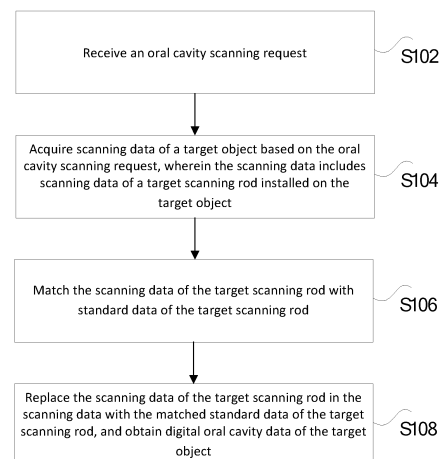 Receive an oral cavity scanning request
S102
Acquire scanning data of a target object based on the oral
cavity scanning request, wherein the scanning data includes
scanning data of a target scanning rod installed on the
target object
S104
Match the scanning data of the target scanning rod with
standard data of the target scanning rod
S106
Replace the scanning data of the target scanning rod in the
scanning data with the matched standard data of the target
scanning rod, and obtain digital oral cavity data of the target
object
S108